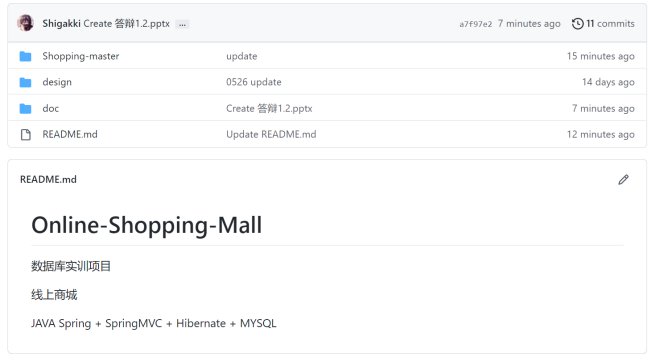 Shigakki Create 答辩1.2.pptx ... a7f97e2 7 minutes ago 11 commits
Shopping-master update 15 minutes ago
design 0526 update 14 days ago
doc Create 答辩1.2.pptx 7 minutes ago
README.md Update README.md 12 minutes ago
README.md
Online-Shopping-Mall
数据库实训项目
线上商城
JAVA Spring + SpringMVC + Hibernate + MYSQL